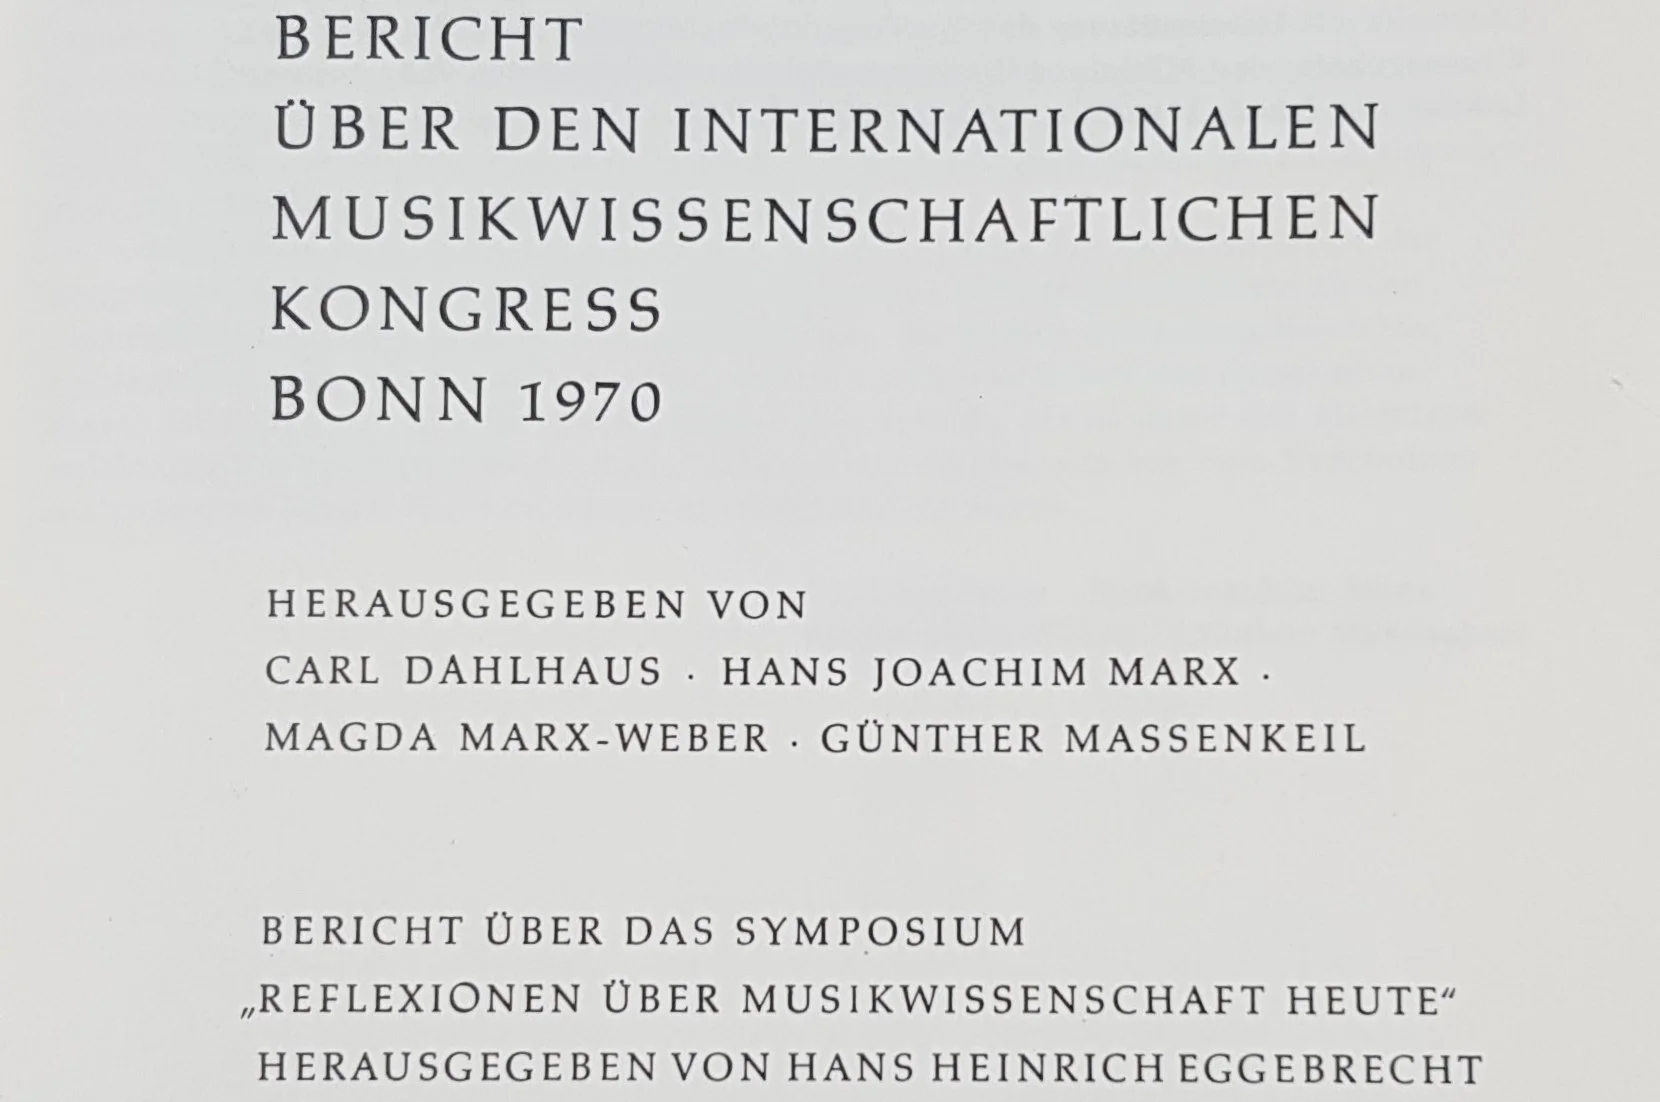 BERICHT
ÜBER DEN INTERNATIONALEN
MUSIKWISSENSCHAFTLICHEN
KONGRESS
BONN 1970
HERAUSGEGEBEN VON
CARL DAHLHAUS · HANS JOACHIM MARX ·
MAGDA MARX-WEBER · GÜNTHER MASSENKEIL
BERICHT ÜBER DAS SYMPOSIUM
„REFLEXIONEN ÜBER MUSIKWISSENSCHAFT HEUTE“
HERAUSGEGEBEN VON HANS HEINRICH EGGEBRECHT